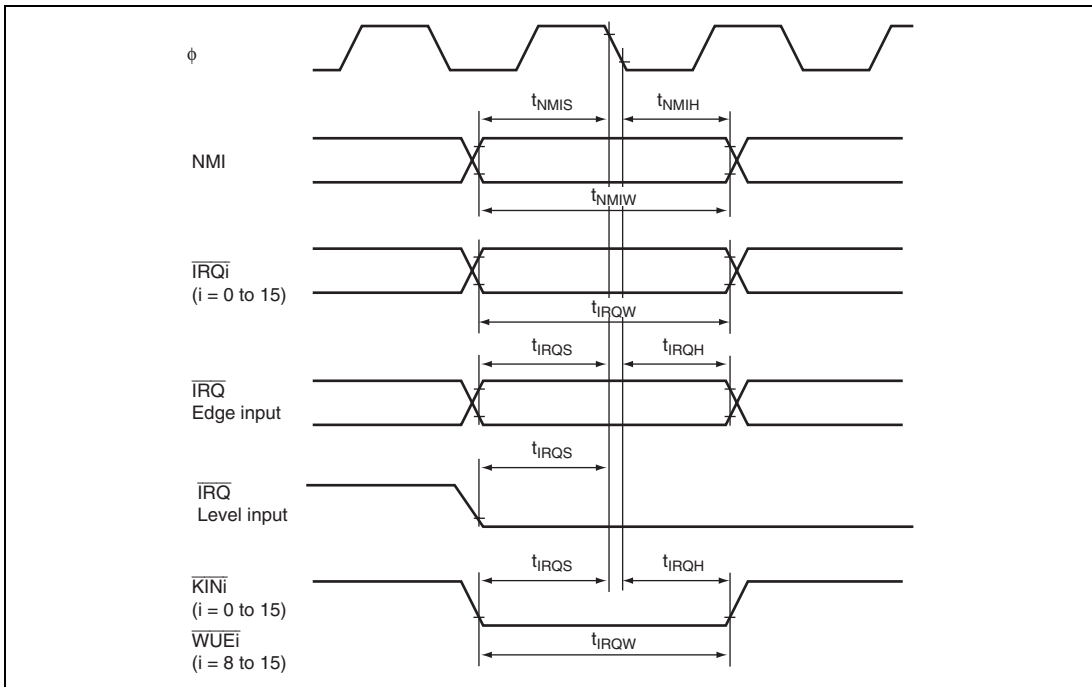 ϕ
tNMIS tNMIH
NMI
tNMIW
IRQi
(i = 0 to 15)
tIRQW
tIRQS tIRQH
IRQ
Edge input
tIRQS
IRQ
Level input
tIRQS tIRQH
KINi
(i = 0 to 15)
WUEi
(i = 8 to 15)
tIRQW